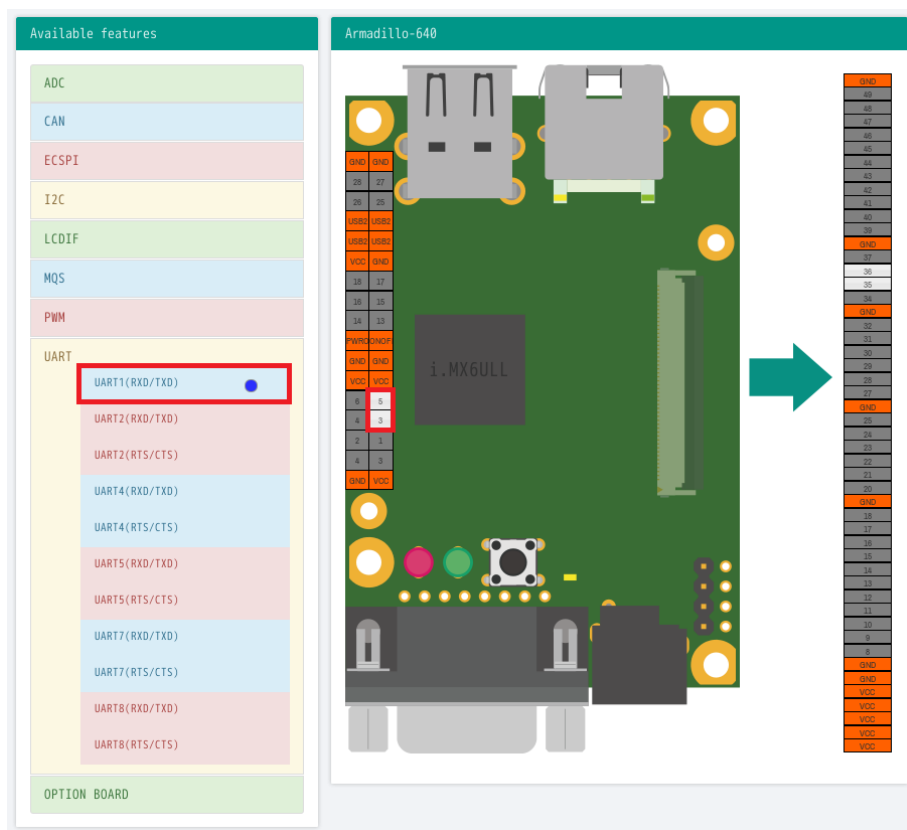 Available features
ADC
CAN
ECSPI
I2C
LCDIF
MQS
PWM
UART
UART1(RXD/TXD)
UART2(RXD/TXD)
UART2(RTS/CTS)
UART4(RXD/TXD)
UART4(RTS/CTS)
UART5(RXD/TXD)
UART5(RTS/CTS)
UART7(RXD/TXD)
UART7(RTS/CTS)
UART8(RXD/TXD)
UART8(RTS/CTS)
OPTION BOARD
Armadillo-640
GND GND
28 27
26 25
USB2 USB2
USB2 USB2
VCC GND
18 17
16 15
14 13
PWRO ONOFF
GND GND
VCC VCC
6 5
4 3
2 1
4 3
GND VCC
i.MX6ULL
GND
49
48
47
46
45
44
43
42
41
40
39
GND
37
36
35
34
GND
32
31
30
29
28
27
GND
25
24
23
22
21
20
GND
18
17
16
15
14
13
12
11
10
9
8
GND
GND
VCC
VCC
VCC
VCC
VCC